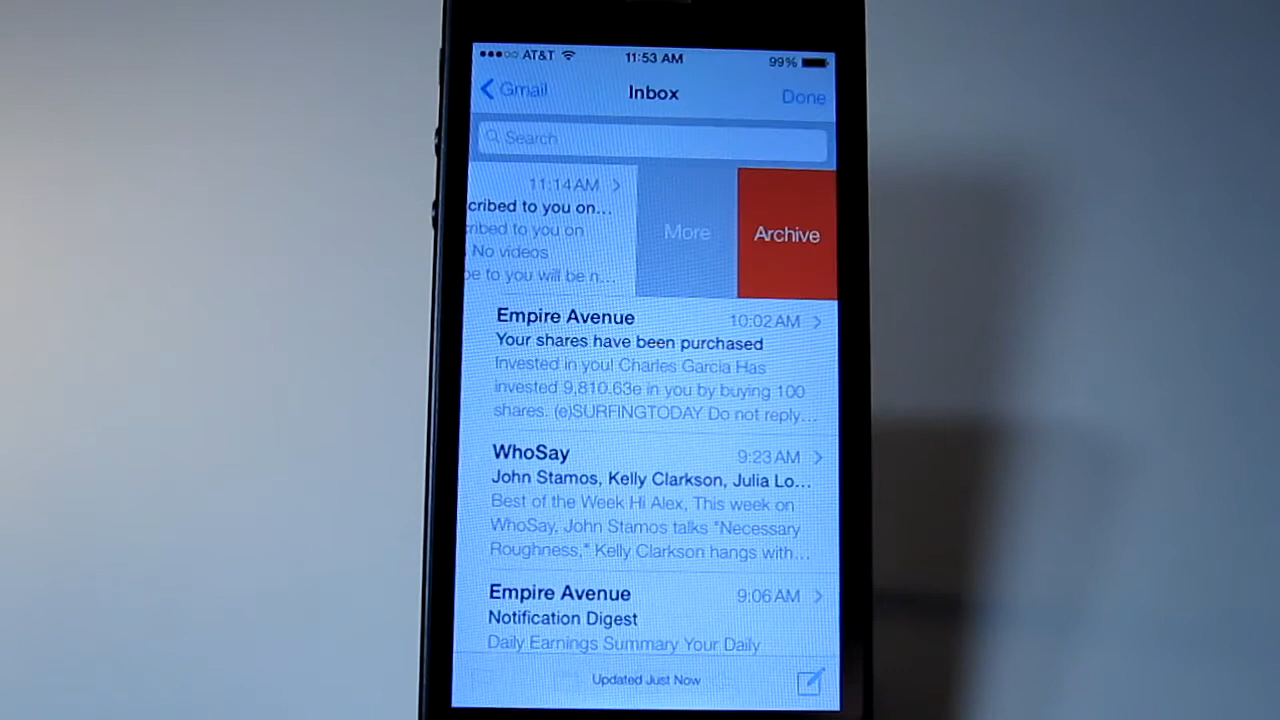 AT&T 11:53 AM 99%
Gmail Inbox Done
Search
11:14 AM
cribed to you on...
ribed to you on
No videos
be to you will be n...
More Archive
Empire Avenue 10:02 AM
Your shares have been purchased
Invested in you! Charles Garcia Has
invested 9,810.63e in you by buying 100
shares. (e)SURFINGTODAY Do not reply...
WhoSay 9:23 AM
John Stamos, Kelly Clarkson, Julia Lo...
Best of the Week Hi Alex, This week on
WhoSay, John Stamos talks "Necessary
Roughness," Kelly Clarkson hangs with...
Empire Avenue 9:06 AM
Notification Digest
Daily Earnings Summary Your Daily
Updated Just Now